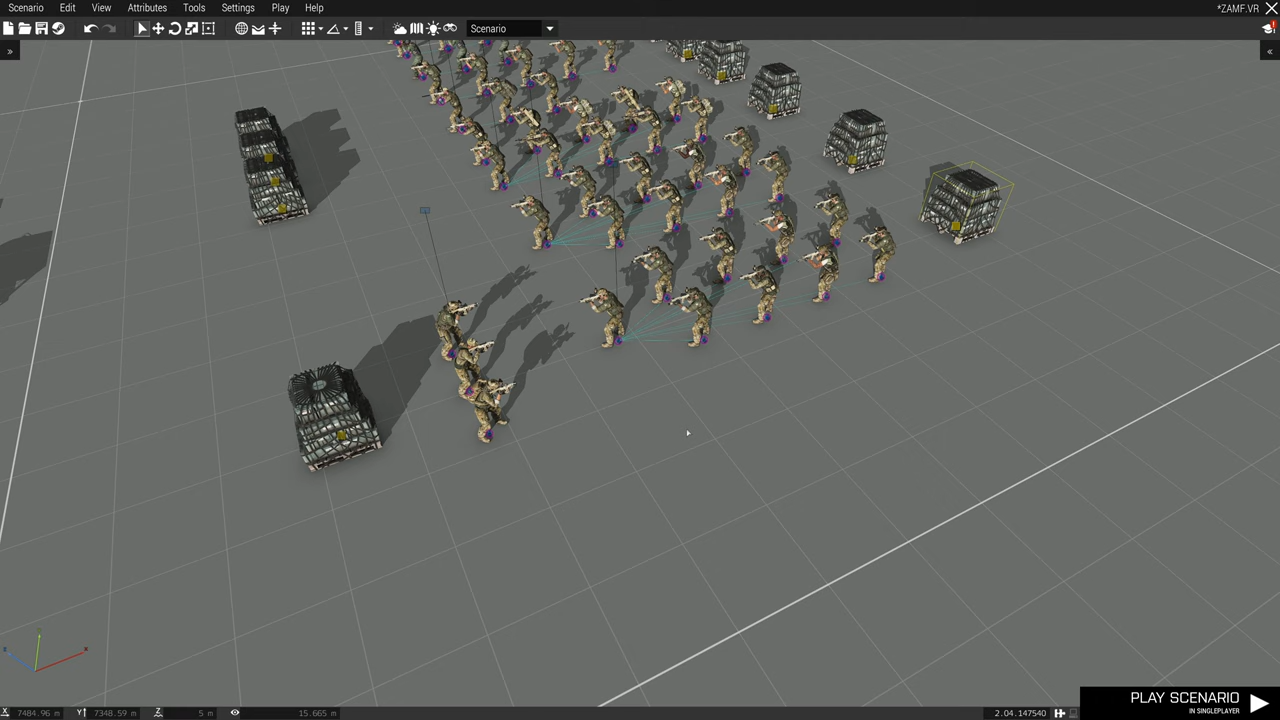 Scenario Edit View Attributes Tools Settings Play Help *ZAMF.VR
Scenario
X 7484.96 m Y 7348.59 m Z 5 m 15.665 m 2.04.147540
PLAY SCENARIO
IN SINGLEPLAYER